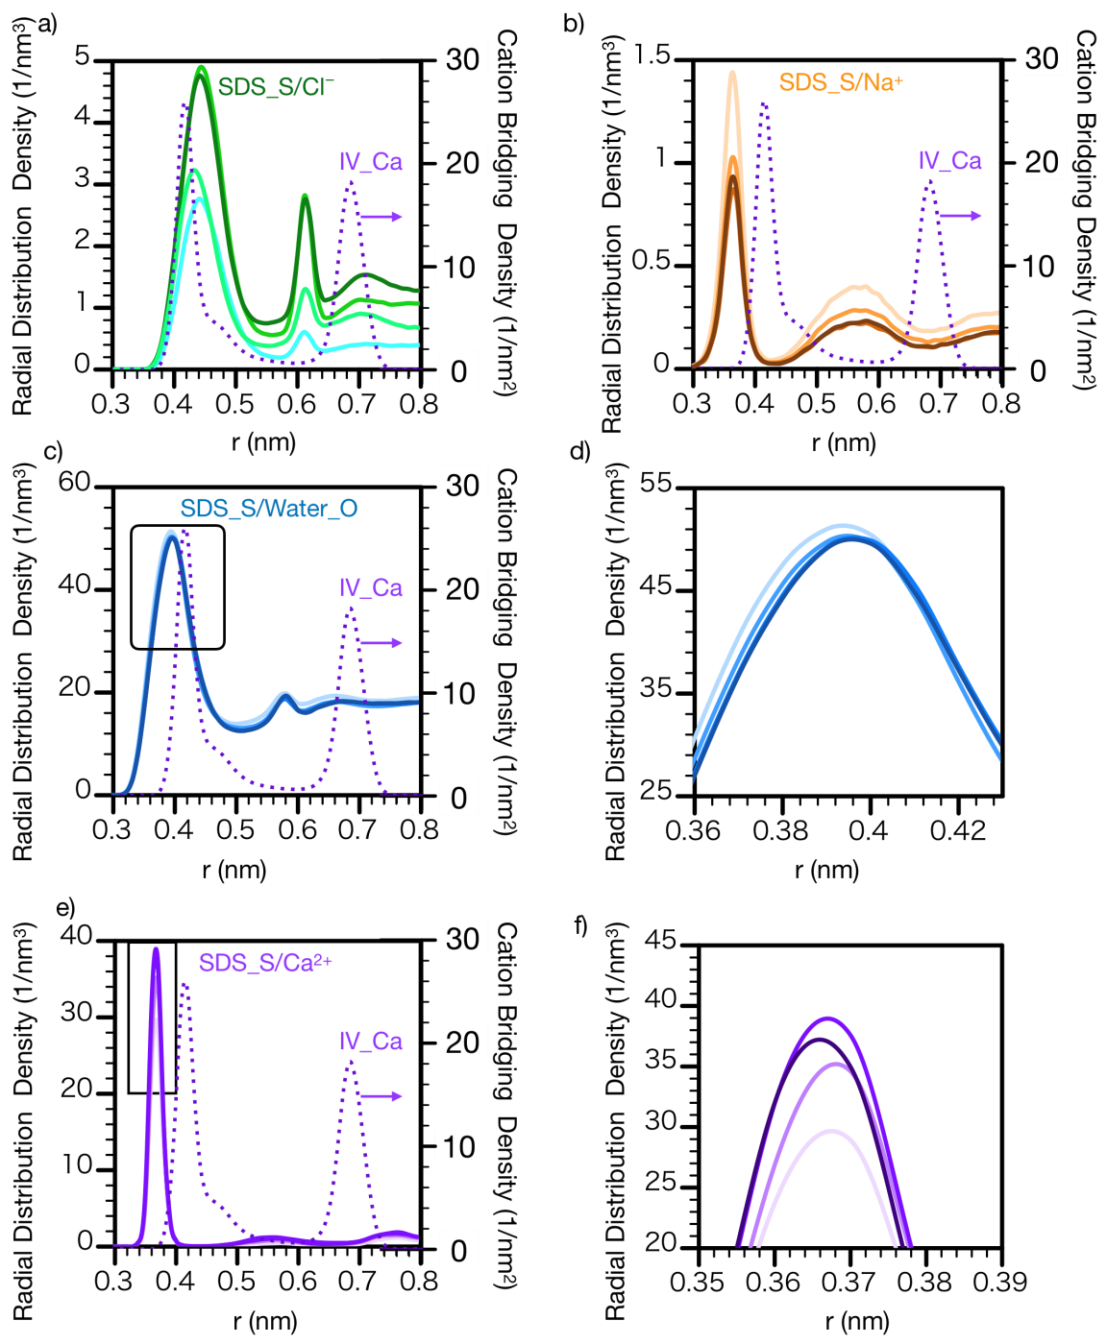 a)
Radial Distribution Density (1/nm³)
5
4
3
2
1
0
SDS_S/Cl⁻
IV_Ca
30
20
10
0
Cation Bridging Density (1/nm²)
0.3 0.4 0.5 0.6 0.7 0.8
r (nm)
b)
Radial Distribution Density (1/nm³)
1.5
1
0.5
0
SDS_S/Na⁺
IV_Ca
30
20
10
0
Cation Bridging Density (1/nm²)
0.3 0.4 0.5 0.6 0.7 0.8
r (nm)
c)
Radial Distribution Density (1/nm³)
60
40
20
0
SDS_S/Water_O
IV_Ca
30
20
10
0
Cation Bridging Density (1/nm²)
0.3 0.4 0.5 0.6 0.7 0.8
r (nm)
d)
Radial Distribution Density (1/nm³)
55
45
35
25
0.36 0.38 0.4 0.42
r (nm)
e)
Radial Distribution Density (1/nm³)
40
30
20
10
0
SDS_S/Ca²⁺
IV_Ca
30
20
10
0
Cation Bridging Density (1/nm²)
0.3 0.4 0.5 0.6 0.7 0.8
r (nm)
f)
Radial Distribution Density (1/nm³)
45
40
35
30
25
20
0.35 0.36 0.37 0.38 0.39
r (nm)